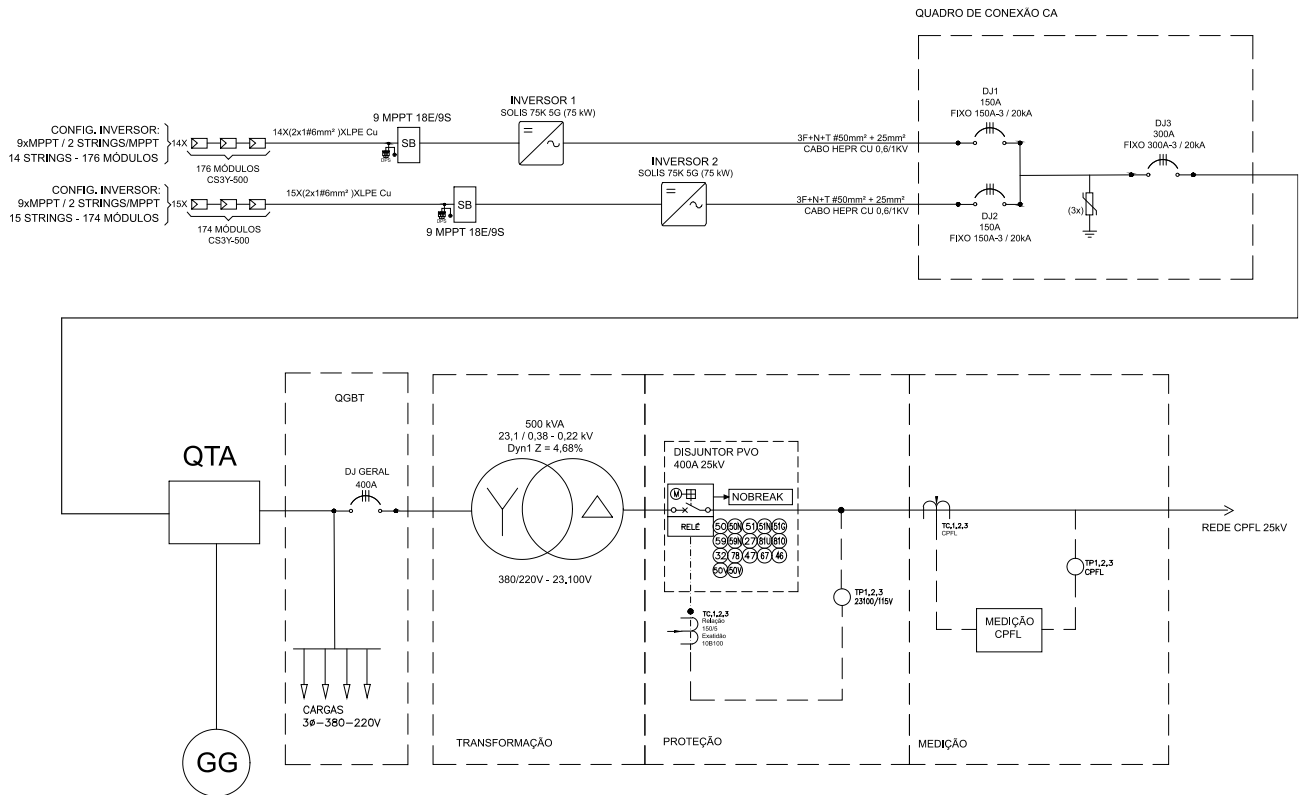 QUADRO DE CONEXÃO CA
CONFIG. INVERSOR:
9xMPPT / 2 STRINGS/MPPT
14 STRINGS - 176 MÓDULOS
14X
176 MÓDULOS
CS3Y-500
14X(2x1#6mm² )XLPE Cu
DPS
9 MPPT 18E/9S
SB
INVERSOR 1
SOLIS 75K 5G (75 kW)
3F+N+T #50mm² + 25mm²
CABO HEPR CU 0,6/1KV
DJ1
150A
FIXO 150A-3 / 20kA
DJ3
300A
FIXO 300A-3 / 20kA
CONFIG. INVERSOR:
9xMPPT / 2 STRINGS/MPPT
15 STRINGS - 174 MÓDULOS
15X
174 MÓDULOS
CS3Y-500
15X(2x1#6mm² )XLPE Cu
DPS
SB
9 MPPT 18E/9S
INVERSOR 2
SOLIS 75K 5G (75 kW)
3F+N+T #50mm² + 25mm²
CABO HEPR CU 0,6/1KV
DJ2
150A
FIXO 150A-3 / 20kA
(3x)
QTA
GG
QGBT
DJ GERAL
400A
CARGAS
3ø-380-220V
500 kVA
23,1 / 0,38 - 0,22 kV
Dyn1 Z = 4,68%
380/220V - 23.100V
TRANSFORMAÇÃO
DISJUNTOR PVO
400A 25kV
M
NOBREAK
RELÉ
50 50N 51 51N 51G
59 59N 27 81U 81O
32 78 47 67 46
50V 50V
TC.1,2,3
Relação
150/5
Exatidão
10B100
TP1,2,3
23100/115V
PROTEÇÃO
TC.1,2,3
CPFL
TP1,2,3
CPFL
MEDIÇÃO
CPFL
MEDIÇÃO
REDE CPFL 25kV